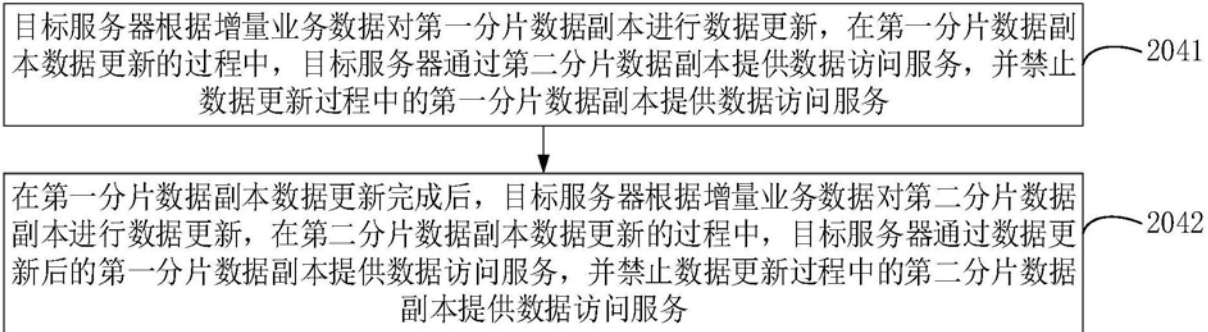 目标服务器根据增量业务数据对第一分片数据副本进行数据更新，在第一分片数据副
本数据更新的过程中，目标服务器通过第二分片数据副本提供数据访问服务，并禁止
数据更新过程中的第一分片数据副本提供数据访问服务
2041
在第一分片数据副本数据更新完成后，目标服务器根据增量业务数据对第二分片数据
副本进行数据更新，在第二分片数据副本数据更新的过程中，目标服务器通过数据更
新后的第一分片数据副本提供数据访问服务，并禁止数据更新过程中的第二分片数据
副本提供数据访问服务
2042